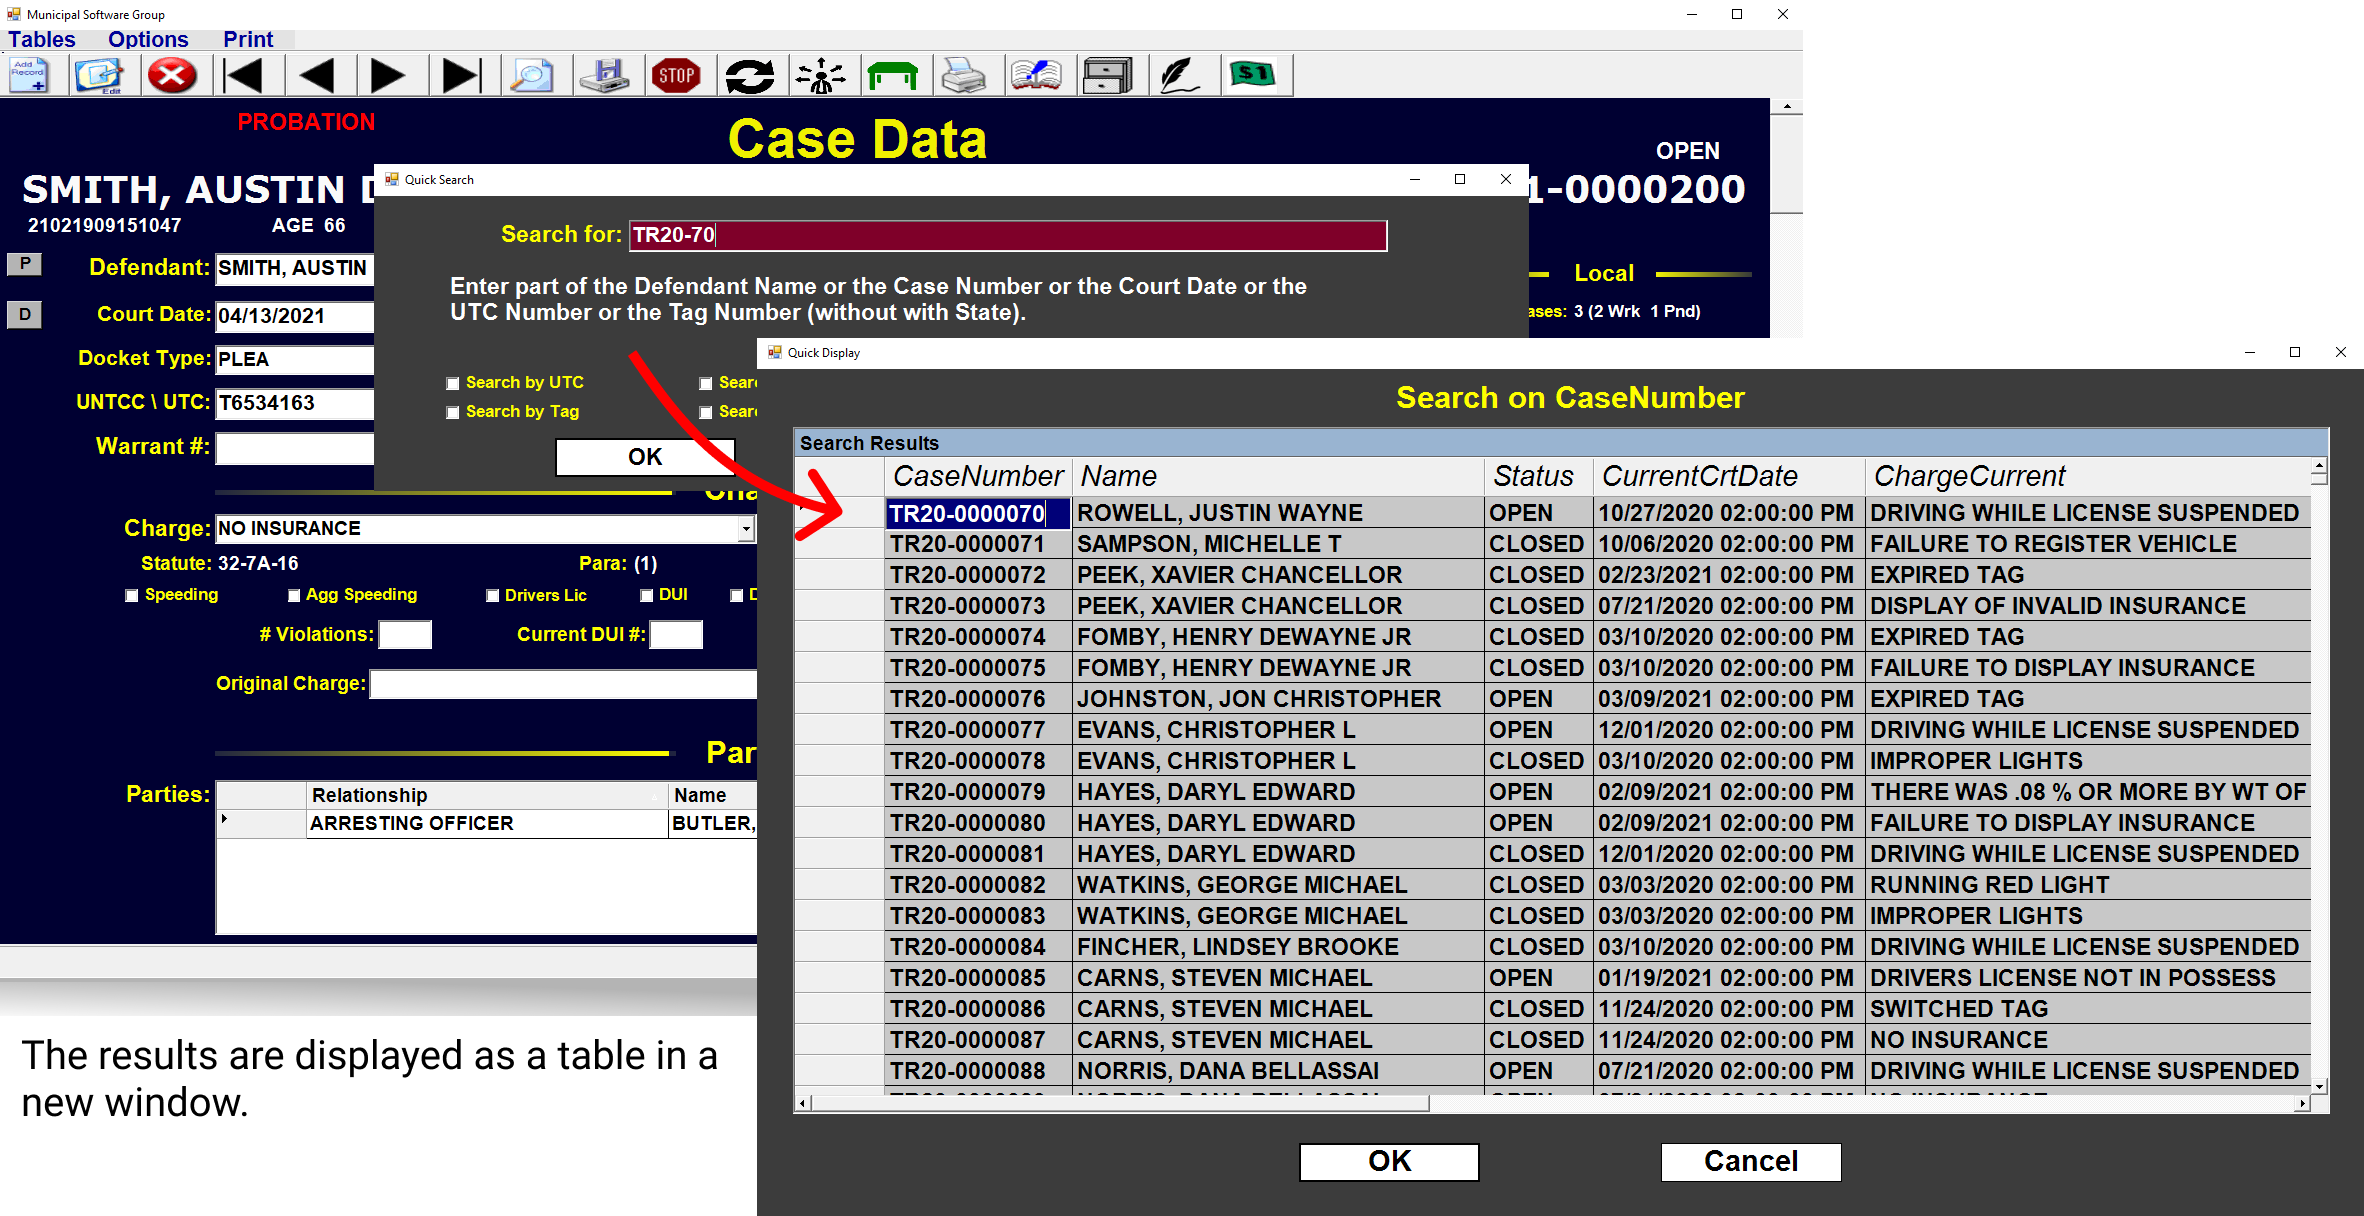 Municipal Software Group
Tables Options Print
Add Record
Edit
STOP
$1
PROBATION
Case Data
OPEN
SMITH, AUSTIN
1-0000200
21021909151047 AGE 66
P Defendant: SMITH, AUSTIN
Local
D Court Date: 04/13/2021
3 (2 Wrk 1 Pnd)
Docket Type: PLEA
UNTCC \ UTC: T6534163
Warrant #:
Charge: NO INSURANCE
Statute: 32-7A-16 Para: (1)
Speeding Agg Speeding Drivers Lic DUI
# Violations: Current DUI #:
Original Charge:
Parties: Relationship Name
ARRESTING OFFICER BUTLER,
Quick Search
Search for: TR20-70
Enter part of the Defendant Name or the Case Number or the Court Date or the
UTC Number or the Tag Number (without with State).
Search by UTC
Search by Tag
OK
Quick Display
Search on CaseNumber
Search Results
CaseNumber Name Status CurrentCrtDate ChargeCurrent
TR20-0000070 ROWELL, JUSTIN WAYNE OPEN 10/27/2020 02:00:00 PM DRIVING WHILE LICENSE SUSPENDED
TR20-0000071 SAMPSON, MICHELLE T CLOSED 10/06/2020 02:00:00 PM FAILURE TO REGISTER VEHICLE
TR20-0000072 PEEK, XAVIER CHANCELLOR CLOSED 02/23/2021 02:00:00 PM EXPIRED TAG
TR20-0000073 PEEK, XAVIER CHANCELLOR CLOSED 07/21/2020 02:00:00 PM DISPLAY OF INVALID INSURANCE
TR20-0000074 FOMBY, HENRY DEWAYNE JR CLOSED 03/10/2020 02:00:00 PM EXPIRED TAG
TR20-0000075 FOMBY, HENRY DEWAYNE JR CLOSED 03/10/2020 02:00:00 PM FAILURE TO DISPLAY INSURANCE
TR20-0000076 JOHNSTON, JON CHRISTOPHER OPEN 03/09/2021 02:00:00 PM EXPIRED TAG
TR20-0000077 EVANS, CHRISTOPHER L OPEN 12/01/2020 02:00:00 PM DRIVING WHILE LICENSE SUSPENDED
TR20-0000078 EVANS, CHRISTOPHER L CLOSED 03/10/2020 02:00:00 PM IMPROPER LIGHTS
TR20-0000079 HAYES, DARYL EDWARD OPEN 02/09/2021 02:00:00 PM THERE WAS .08 % OR MORE BY WT OF
TR20-0000080 HAYES, DARYL EDWARD OPEN 02/09/2021 02:00:00 PM FAILURE TO DISPLAY INSURANCE
TR20-0000081 HAYES, DARYL EDWARD CLOSED 12/01/2020 02:00:00 PM DRIVING WHILE LICENSE SUSPENDED
TR20-0000082 WATKINS, GEORGE MICHAEL CLOSED 03/03/2020 02:00:00 PM RUNNING RED LIGHT
TR20-0000083 WATKINS, GEORGE MICHAEL CLOSED 03/03/2020 02:00:00 PM IMPROPER LIGHTS
TR20-0000084 FINCHER, LINDSEY BROOKE CLOSED 03/10/2020 02:00:00 PM DRIVING WHILE LICENSE SUSPENDED
TR20-0000085 CARNS, STEVEN MICHAEL OPEN 01/19/2021 02:00:00 PM DRIVERS LICENSE NOT IN POSSESS
TR20-0000086 CARNS, STEVEN MICHAEL CLOSED 11/24/2020 02:00:00 PM SWITCHED TAG
TR20-0000087 CARNS, STEVEN MICHAEL CLOSED 11/24/2020 02:00:00 PM NO INSURANCE
TR20-0000088 NORRIS, DANA BELLASSAI OPEN 07/21/2020 02:00:00 PM DRIVING WHILE LICENSE SUSPENDED
OK Cancel
The results are displayed as a table in a
new window.